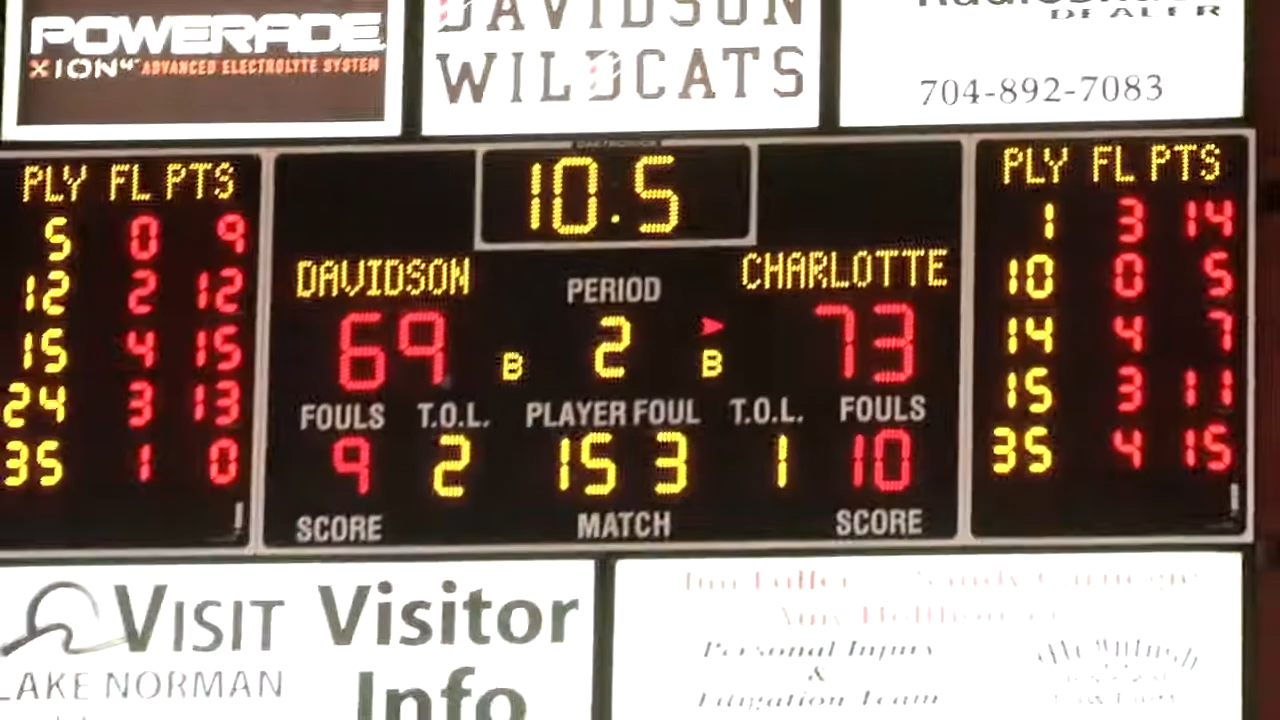 POWERADE
XION4™ ADVANCED ELECTROLYTE SYSTEM
DAVIDSON
WILDCATS
DEALER
704-892-7083
PLY FL PTS
5 0 9
12 2 12
15 4 15
24 3 13
35 1 0
10.5
DAVIDSON PERIOD CHARLOTTE
69 B 2 B 73
FOULS T.O.L. PLAYER FOUL T.O.L. FOULS
9 2 15 3 1 10
SCORE MATCH SCORE
PLY FL PTS
1 3 14
10 0 5
14 4 7
15 3 11
35 4 15
VISIT
LAKE NORMAN
Visitor
Info
Personal Injury
&
Litigation Team